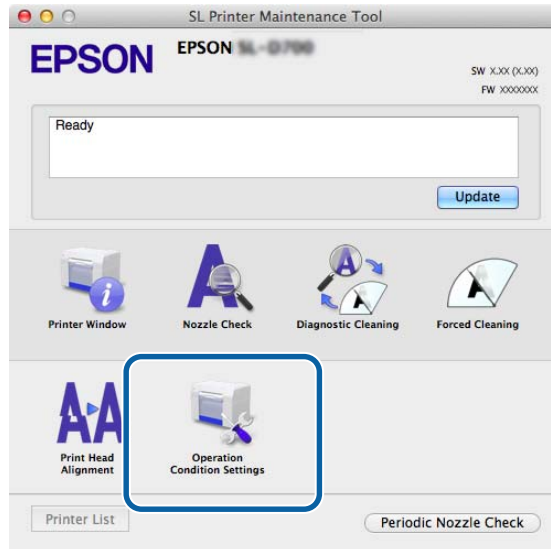 SL Printer Maintenance Tool
EPSON
EPSON
SW X.XX (X.XX)
FW XXXXXXX
Ready
Update
Printer Window
Nozzle Check
Diagnostic Cleaning
Forced Cleaning
Print Head
Alignment
Operation
Condition Settings
Printer List
Periodic Nozzle Check